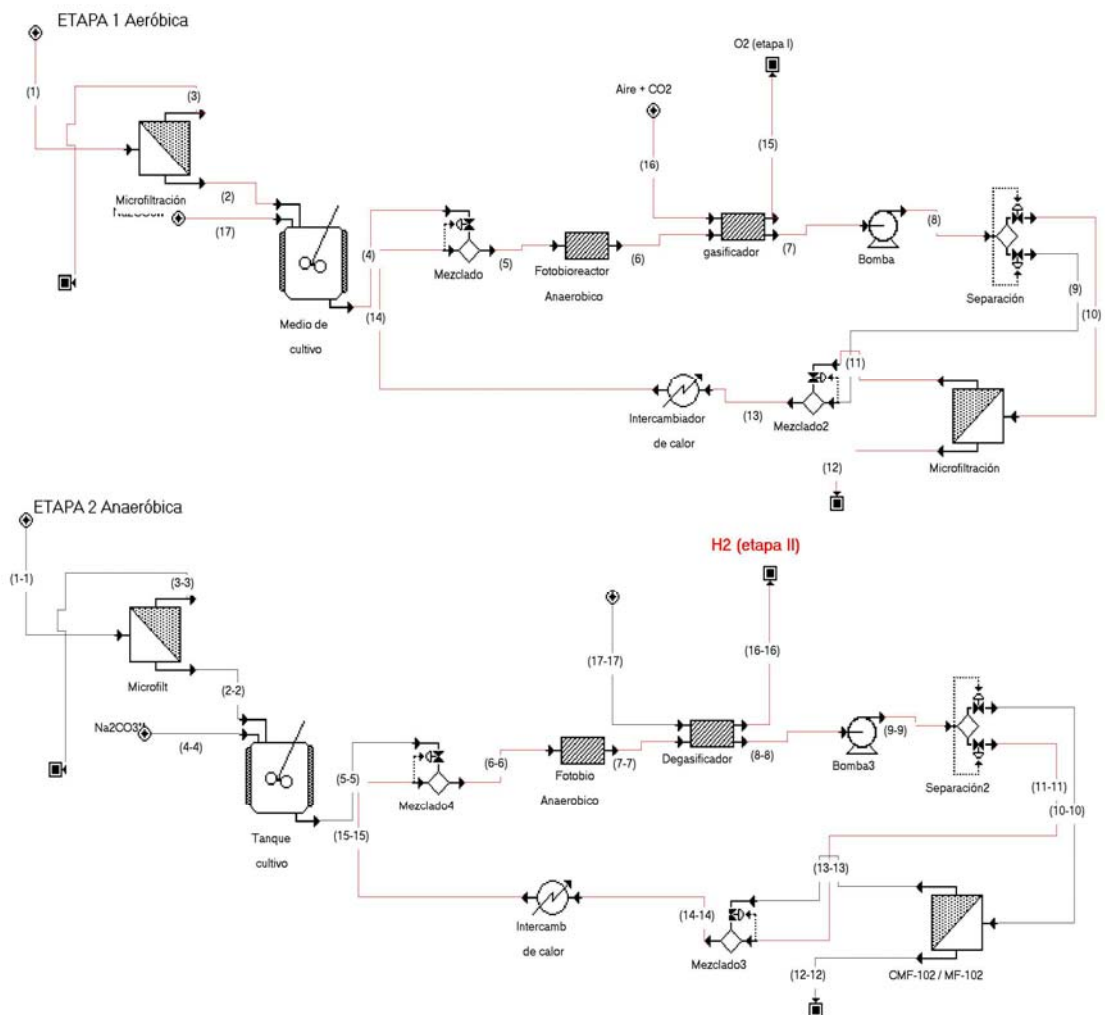 ETAPA 1 Aeróbica
O2 (etapa I)
(1)
(3)
Aire + CO2
(15)
(16)
Microfiltración
(2)
(17)
(4)
Mezclado
(5)
Fotobioreactor
Anaerobico
(6)
gasificador
(7)
Bomba
(8)
Separación
(9)
(10)
Medio de
cultivo
(14)
Intercambiador
de calor
(13)
(11)
Mezclado2
(12)
Microfiltración
ETAPA 2 Anaeróbica
H2 (etapa II)
(1-1)
(3-3)
(17-17)
(16-16)
Microfilt
(2-2)
Na2CO3
(4-4)
(5-5)
Mezclado4
(6-6)
Fotobio
Anaerobico
(7-7)
Degasificador
(8-8)
Bomba3
(9-9)
Separación2
(11-11)
(10-10)
Tanque
cultivo
(15-15)
Intercamb
de calor
(14-14)
(13-13)
Mezclado3
(12-12)
CMF-102 / MF-102